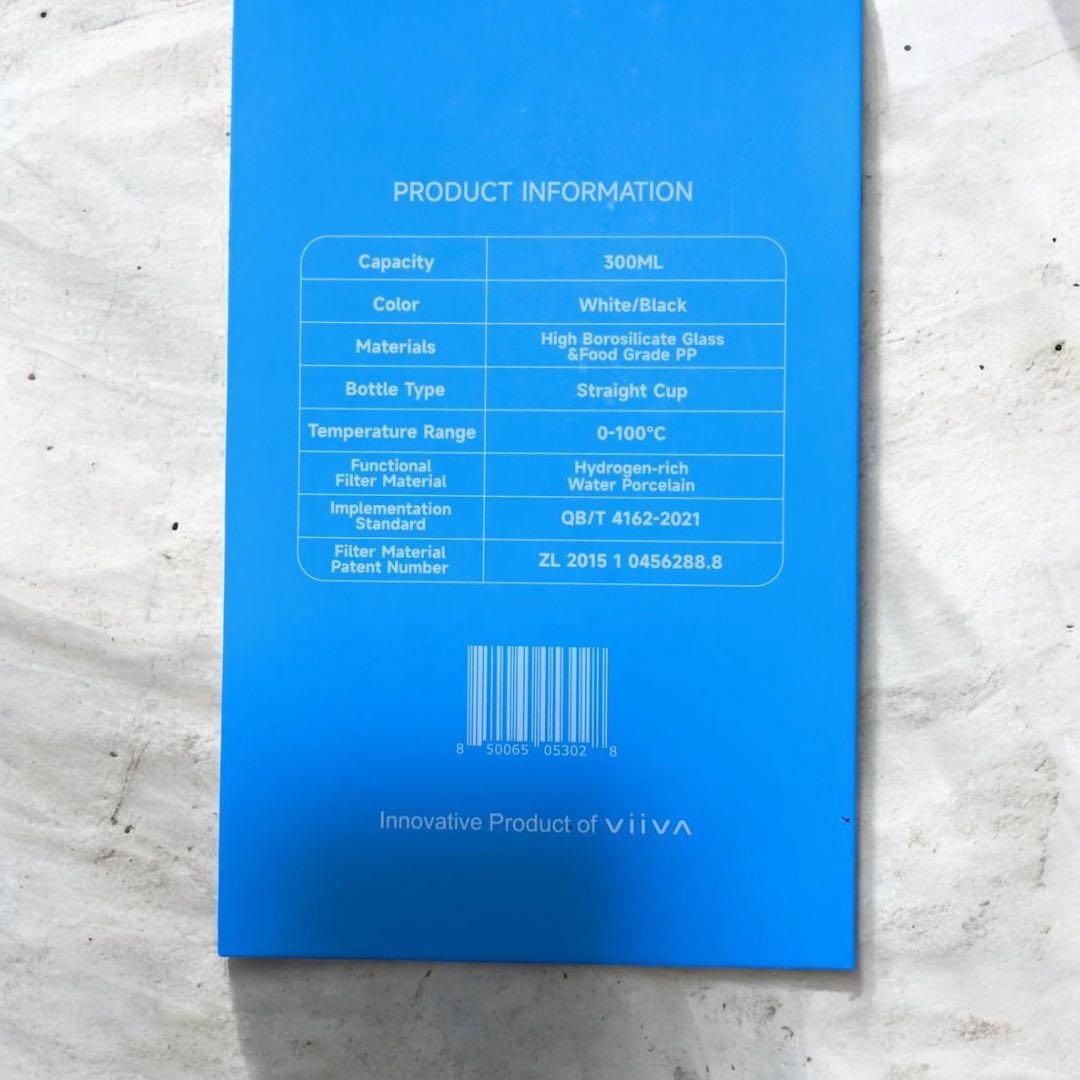 PRODUCT INFORMATION
Capacity 300ML
Color White/Black
Materials High Borosilicate Glass
&Food Grade PP
Bottle Type Straight Cup
Temperature Range 0-100°C
Functional
Filter Material
Hydrogen-rich
Water Porcelain
Implementation
Standard
QB/T 4162-2021
Filter Material
Patent Number
ZL 2015 1 0456288.8
8 50065 05302 8
Innovative Product of viiva